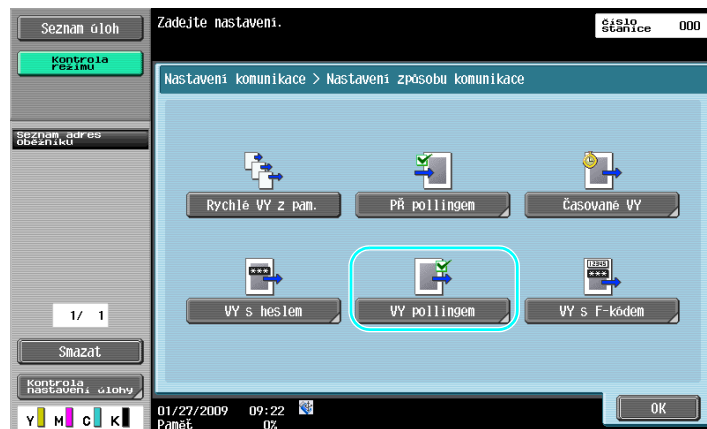 Seznam úloh
Zadejte nastavení.
číslo
stanice
000
Kontrola
režimu
Nastavení komunikace > Nastavení způsobu komunikace
Seznam adres
oběžníku
Rychlé VY z pam.
PŘ pollingem
Časované VY
12345
***
***
VY s heslem
VY pollingem
VY s F-kódem
1/ 1
Smazat
Kontrola
nastavení úlohy
Y M C K
01/27/2009 09:22
Paměť 0%
OK